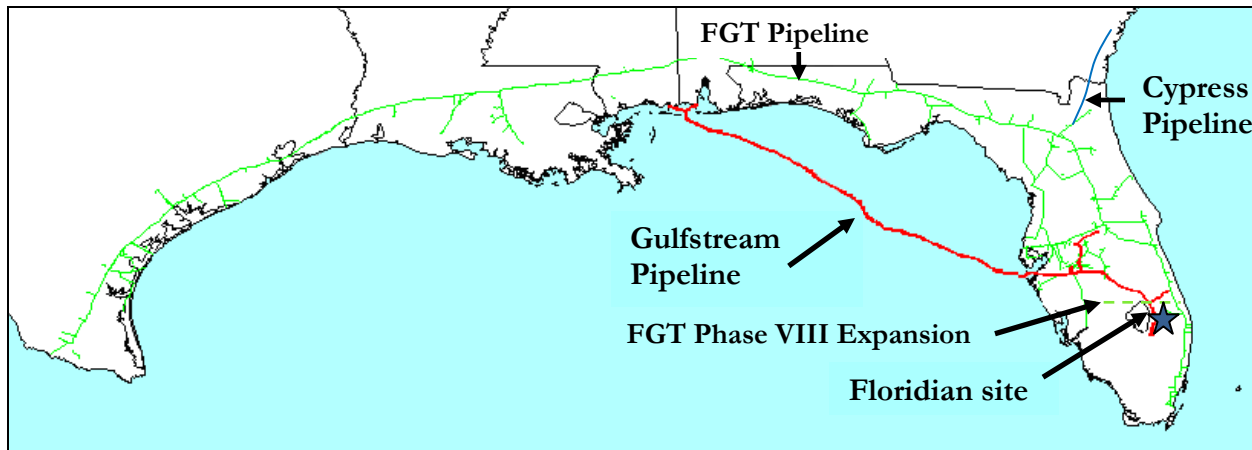 FGT Pipeline
Cypress
Pipeline
Gulfstream
Pipeline
FGT Phase VIII Expansion
Floridian site